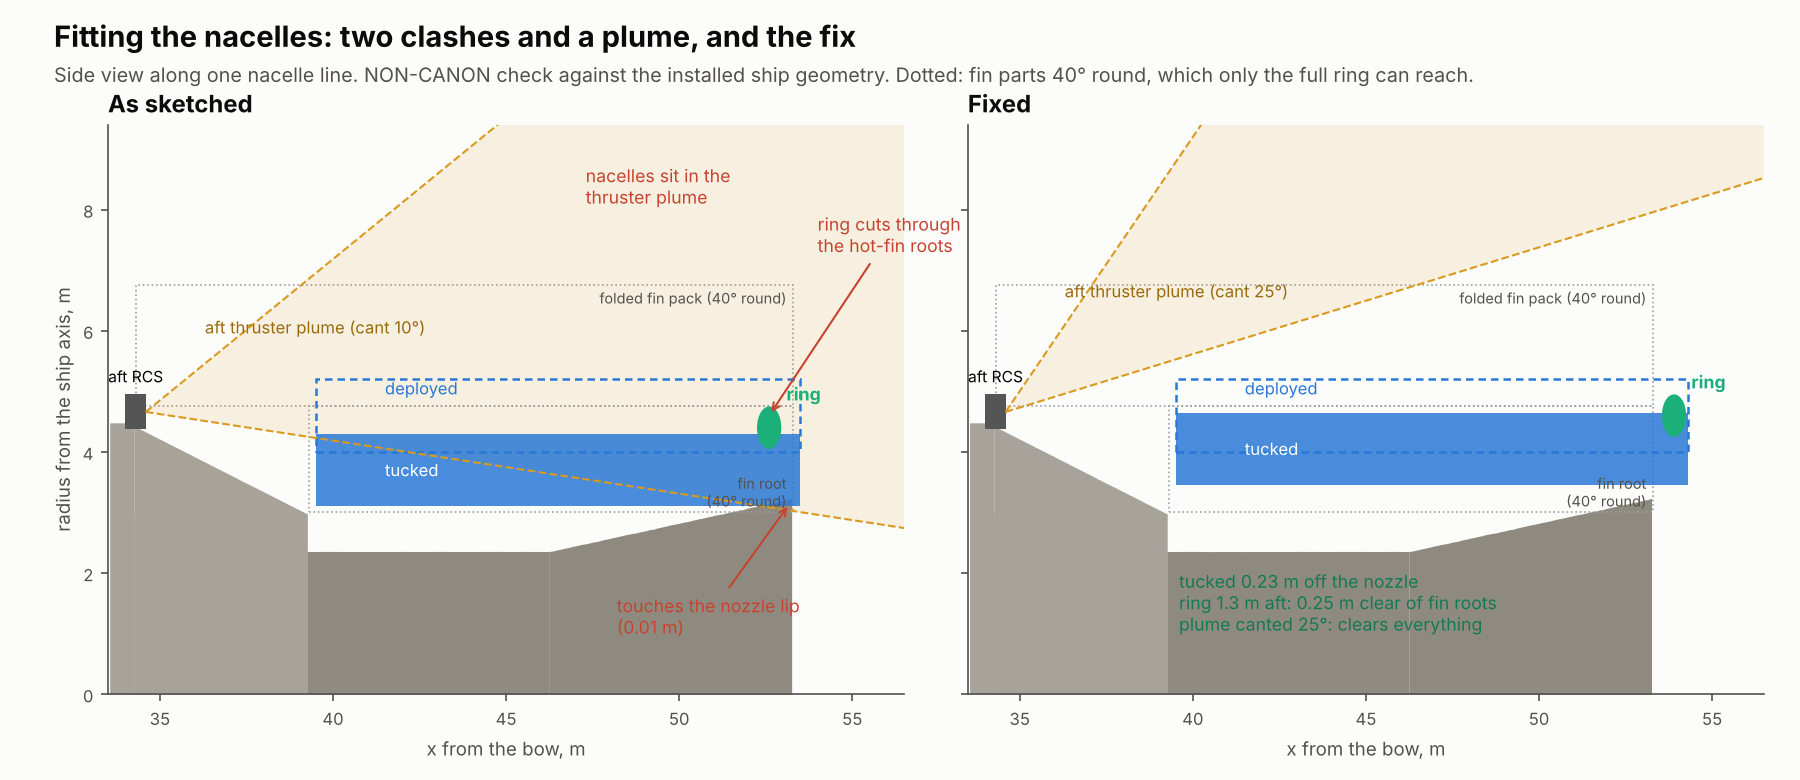 Fitting the nacelles: two clashes and a plume, and the fix
Side view along one nacelle line. NON-CANON check against the installed ship geometry. Dotted: fin parts 40° round, which only the full ring can reach.
As sketched
nacelles sit in the
thruster plume
ring cuts through
the hot-fin roots
folded fin pack (40° round)
aft thruster plume (cant 10°)
aft RCS
deployed
ring
tucked
fin root
(40° round)
touches the nozzle lip
(0.01 m)
radius from the ship axis, m
8
6
4
2
0
35
40
45
50
55
x from the bow, m
Fixed
aft thruster plume (cant 25°)
folded fin pack (40° round)
aft RCS
deployed
ring
tucked
fin root
(40° round)
tucked 0.23 m off the nozzle
ring 1.3 m aft: 0.25 m clear of fin roots
plume canted 25°: clears everything
35
40
45
50
55
x from the bow, m